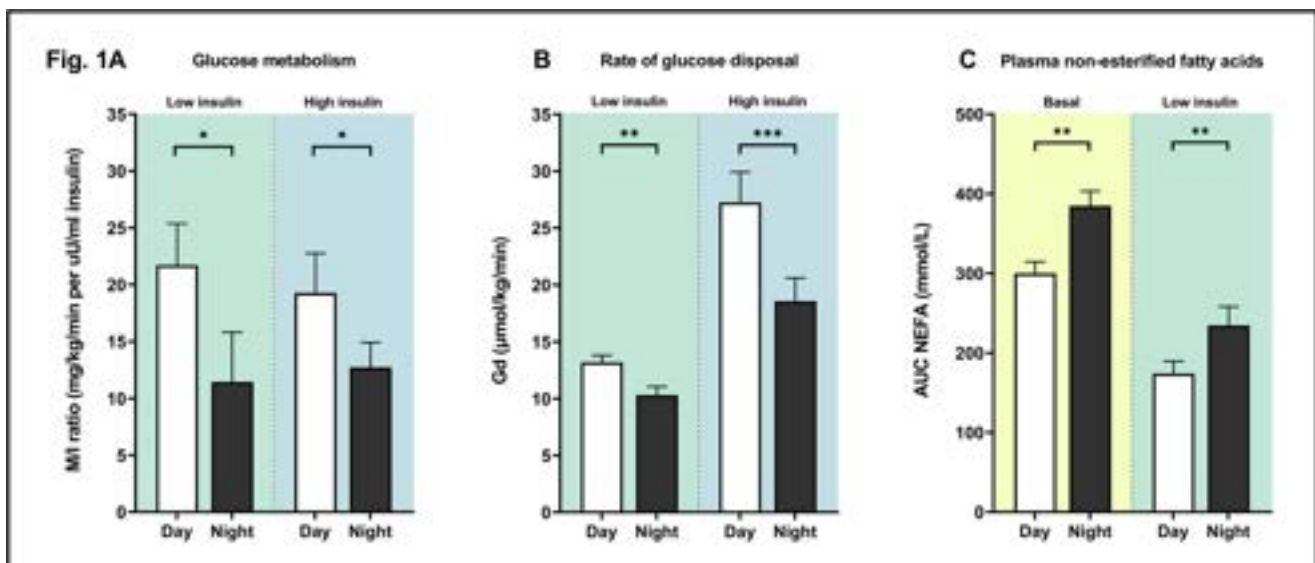 Fig. 1A
Glucose metabolism
Low insulin
High insulin
*
*
M/I ratio (mg/kg/min per uU/ml insulin)
35
30
25
20
15
10
5
0
Day
Night
Day
Night
B
Rate of glucose disposal
Low insulin
High insulin
**
***
Gd (μmol/kg/min)
35
30
25
20
15
10
5
0
Day
Night
Day
Night
C
Plasma non-esterified fatty acids
Basal
Low insulin
**
**
AUC NEFA (mmol/L)
500
400
300
200
100
0
Day
Night
Day
Night